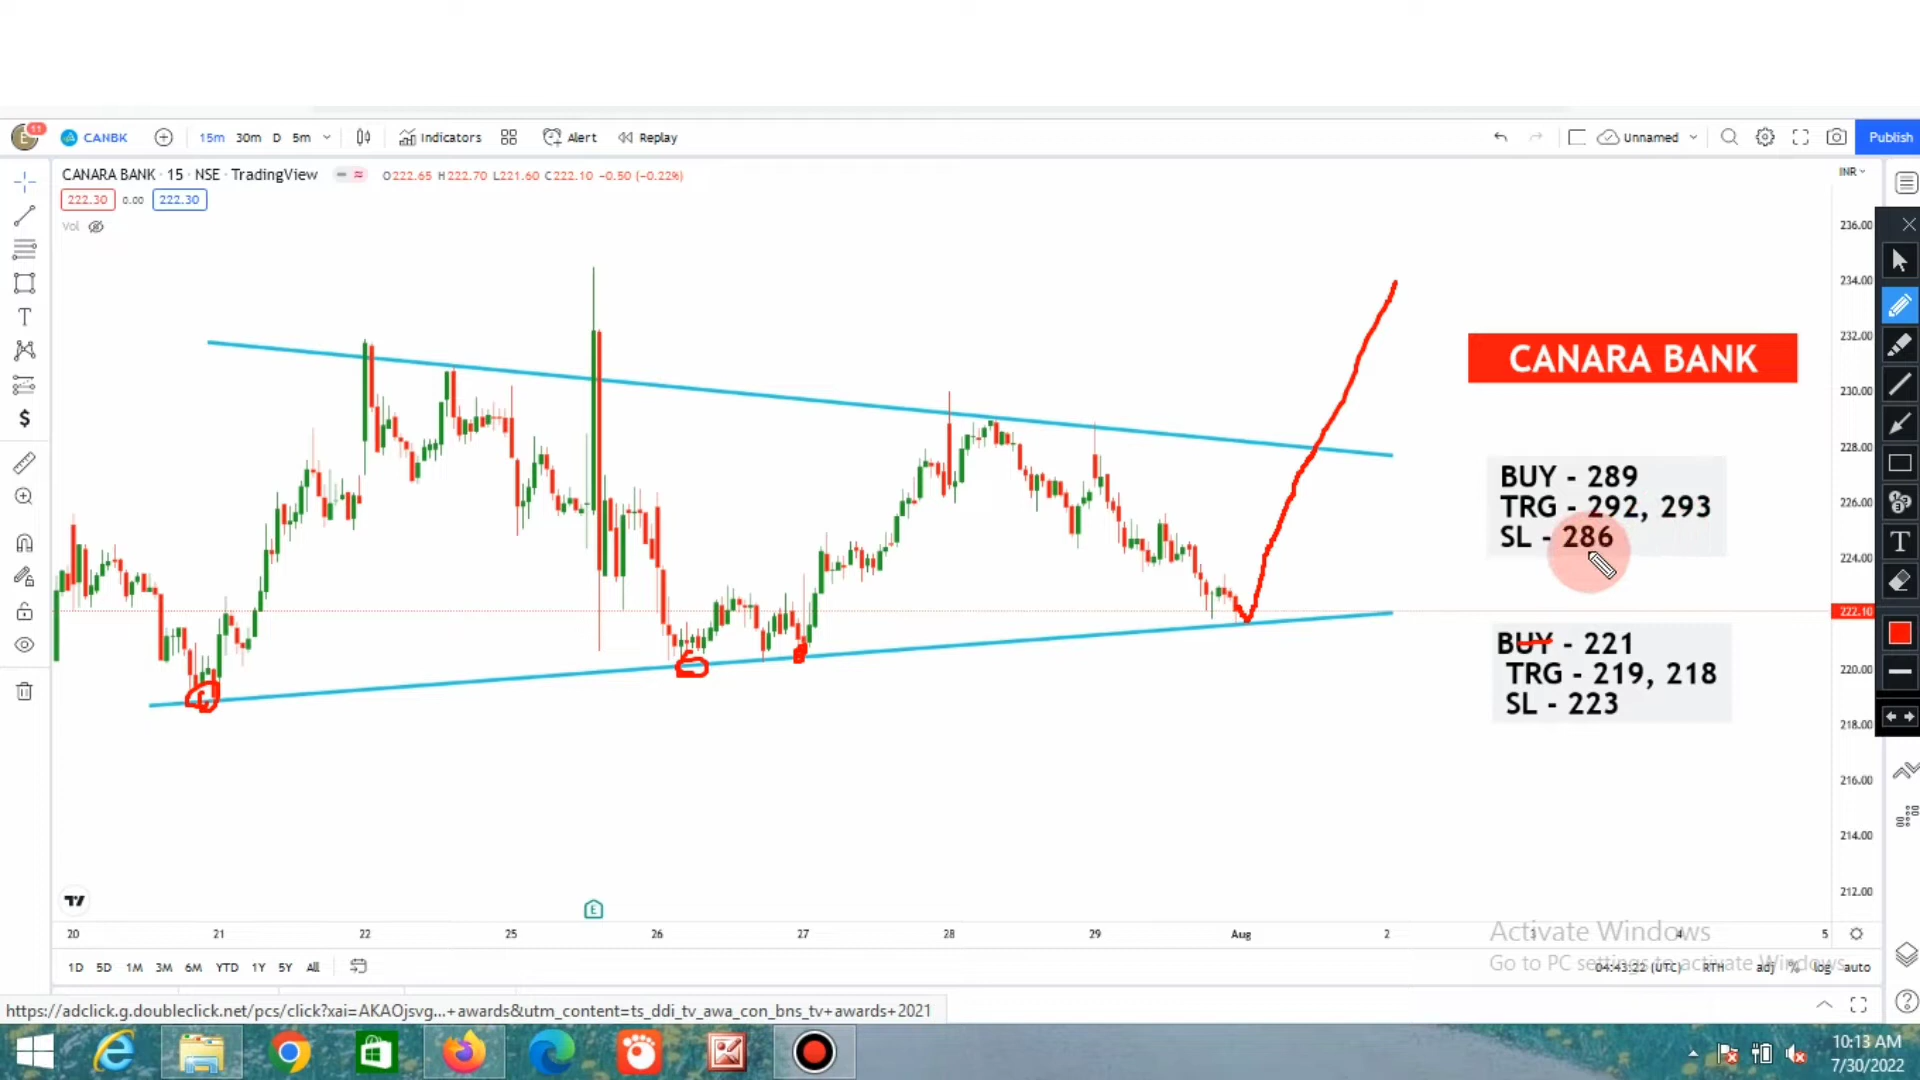 11
CANBK
15m 30m D 5m
Indicators
Alert
Replay
Unnamed
Publish
CANARA BANK · 15 · NSE · TradingView
O222.65 H222.70 L221.60 C222.10 -0.50 (-0.22%)
INR
222.30 0.00 222.30
Vol
236.00
234.00
232.00
230.00
228.00
226.00
224.00
222.10
220.00
218.00
216.00
214.00
212.00
CANARA BANK
BUY - 289
TRG - 292, 293
SL - 286
BUY - 221
TRG - 219, 218
SL - 223
E
20 21 22 25 26 27 28 29 Aug 2 3 4 5
Activate Windows
Go to PC settings to activate Windows.
1D 5D 1M 3M 6M YTD 1Y 5Y All
04:43:22 (UTC) RTH adj % log auto
https://adclick.g.doubleclick.net/pcs/click?xai=AKAOjsvg...+awards&utm_content=ts_ddi_tv_awa_con_bns_tv+awards+2021
10:13 AM
7/30/2022